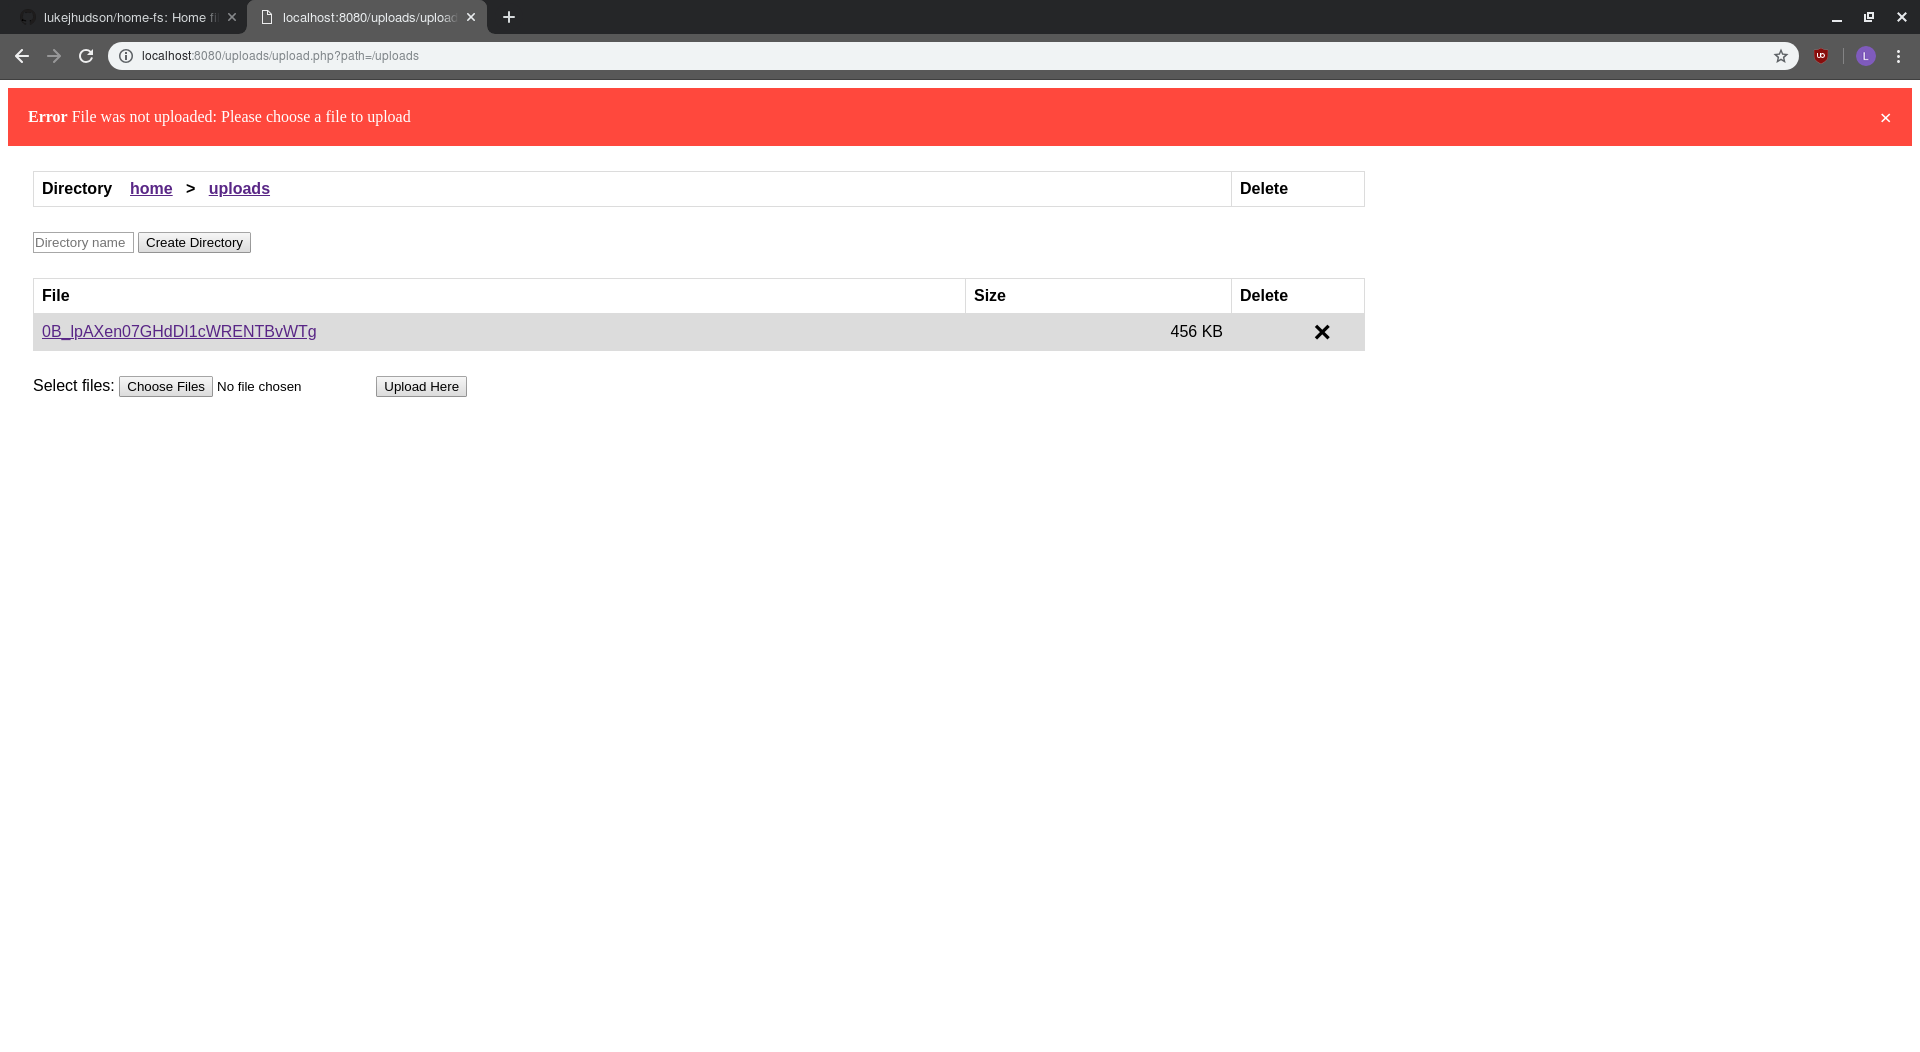 lukejhudson/home-fs: Home fi
localhost:8080/uploads/upload
localhost:8080/uploads/upload.php?path=/uploads
L
Error File was not uploaded: Please choose a file to upload
Directory home > uploads Delete
Directory name Create Directory
File Size Delete
0B_lpAXen07GHdDl1cWRENTBvWTg 456 KB
Select files: Choose Files No file chosen Upload Here